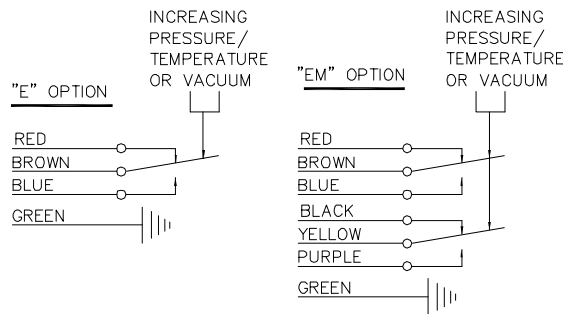 INCREASING
PRESSURE/
TEMPERATURE
OR VACUUM
"E" OPTION
RED
BROWN
BLUE
GREEN
INCREASING
PRESSURE/
TEMPERATURE
OR VACUUM
"EM" OPTION
RED
BROWN
BLUE
BLACK
YELLOW
PURPLE
GREEN